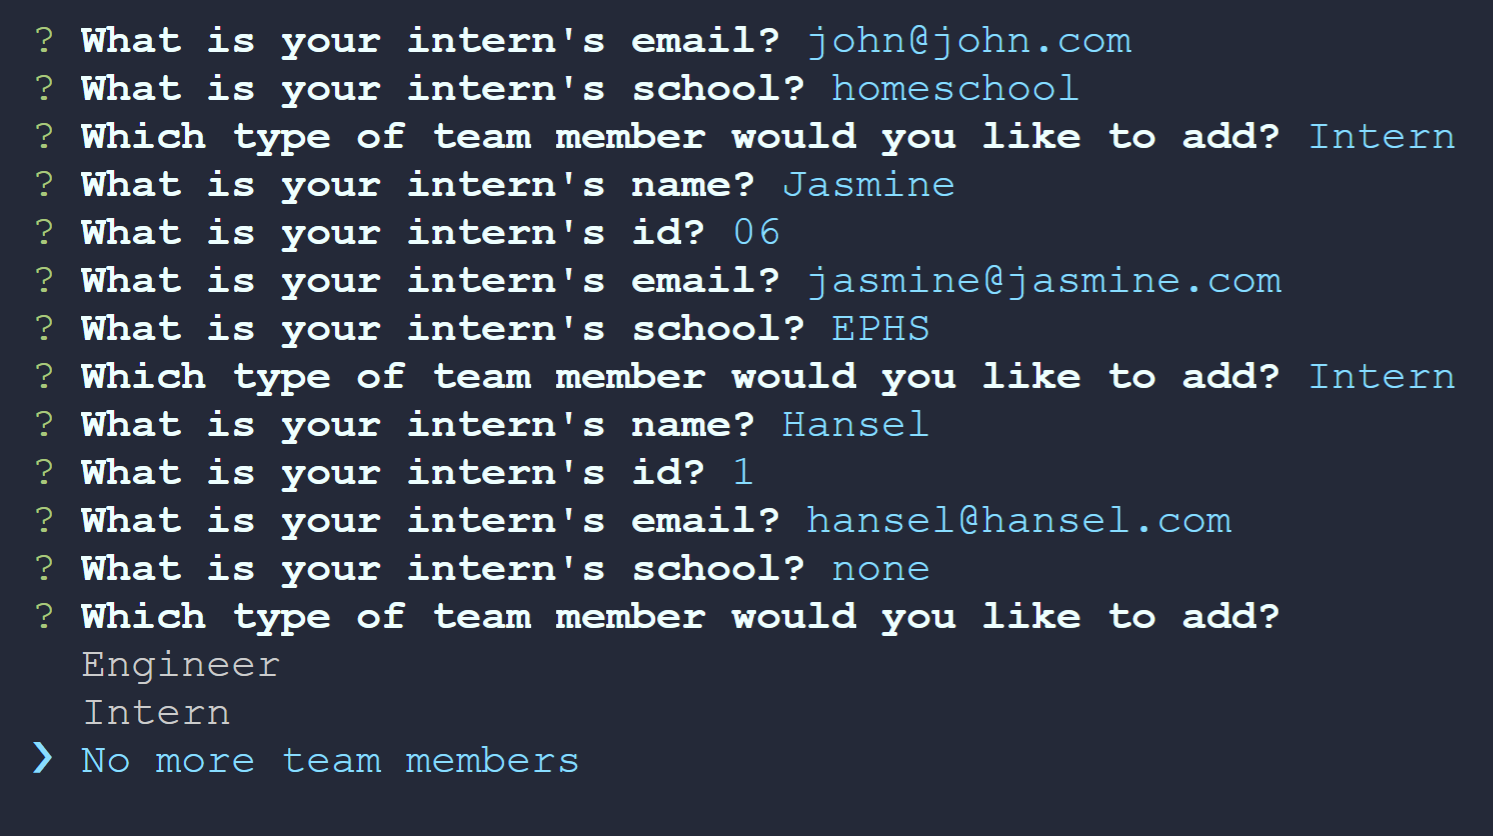 ? What is your intern's email? john@john.com
? What is your intern's school? homeschool
? Which type of team member would you like to add? Intern
? What is your intern's name? Jasmine
? What is your intern's id? 06
? What is your intern's email? jasmine@jasmine.com
? What is your intern's school? EPHS
? Which type of team member would you like to add? Intern
? What is your intern's name? Hansel
? What is your intern's id? 1
? What is your intern's email? hansel@hansel.com
? What is your intern's school? none
? Which type of team member would you like to add?
Engineer
Intern
❯ No more team members